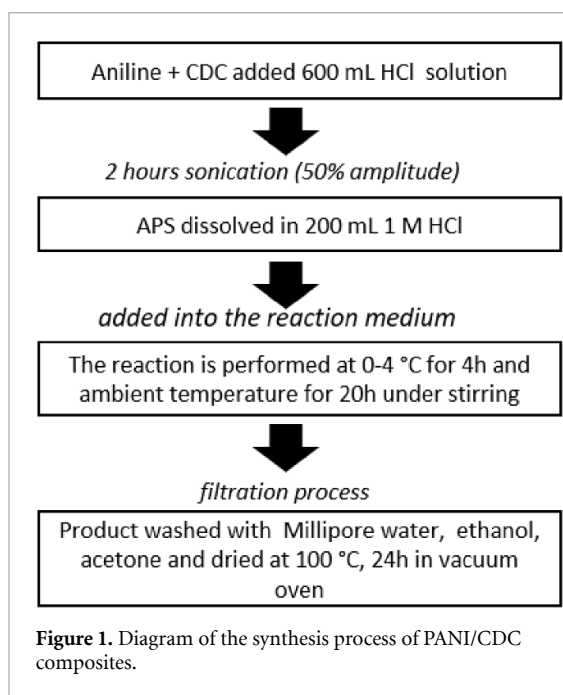 Aniline + CDC added 600 mL HCl solution
2 hours sonication (50% amplitude)
APS dissolved in 200 mL 1 M HCl
added into the reaction medium
The reaction is performed at 0-4 °C for 4h and
ambient temperature for 20h under stirring
filtration process
Product washed with Millipore water, ethanol,
acetone and dried at 100 °C, 24h in vacuum
oven
Figure 1. Diagram of the synthesis process of PANI/CDC
composites.